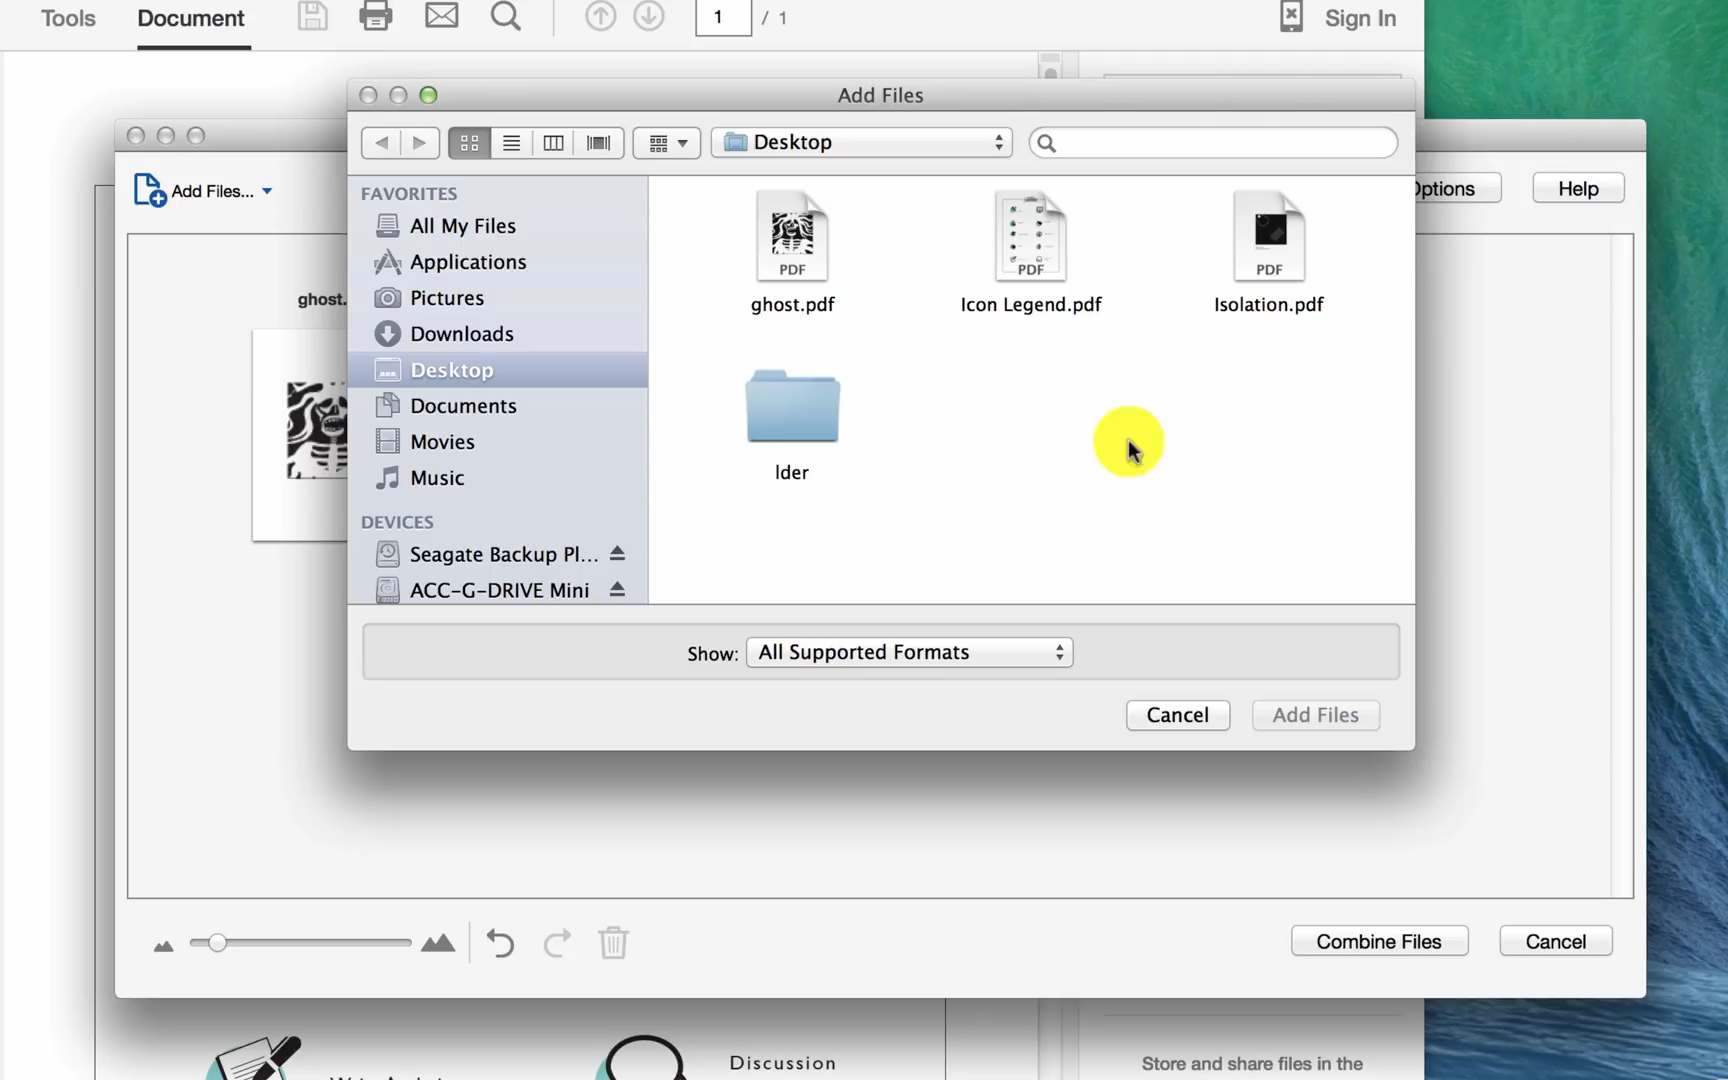 Tools Document 1 / 1 Sign In
Add Files
Desktop
Add Files... ptions Help
FAVORITES
All My Files
Applications
Pictures
Downloads
Desktop
Documents
Movies
Music
DEVICES
Seagate Backup Pl...
ACC-G-DRIVE Mini
ghost.
PDF PDF PDF
ghost.pdf Icon Legend.pdf Isolation.pdf
lder
Show: All Supported Formats
Cancel Add Files
Combine Files Cancel
Discussion
Store and share files in the